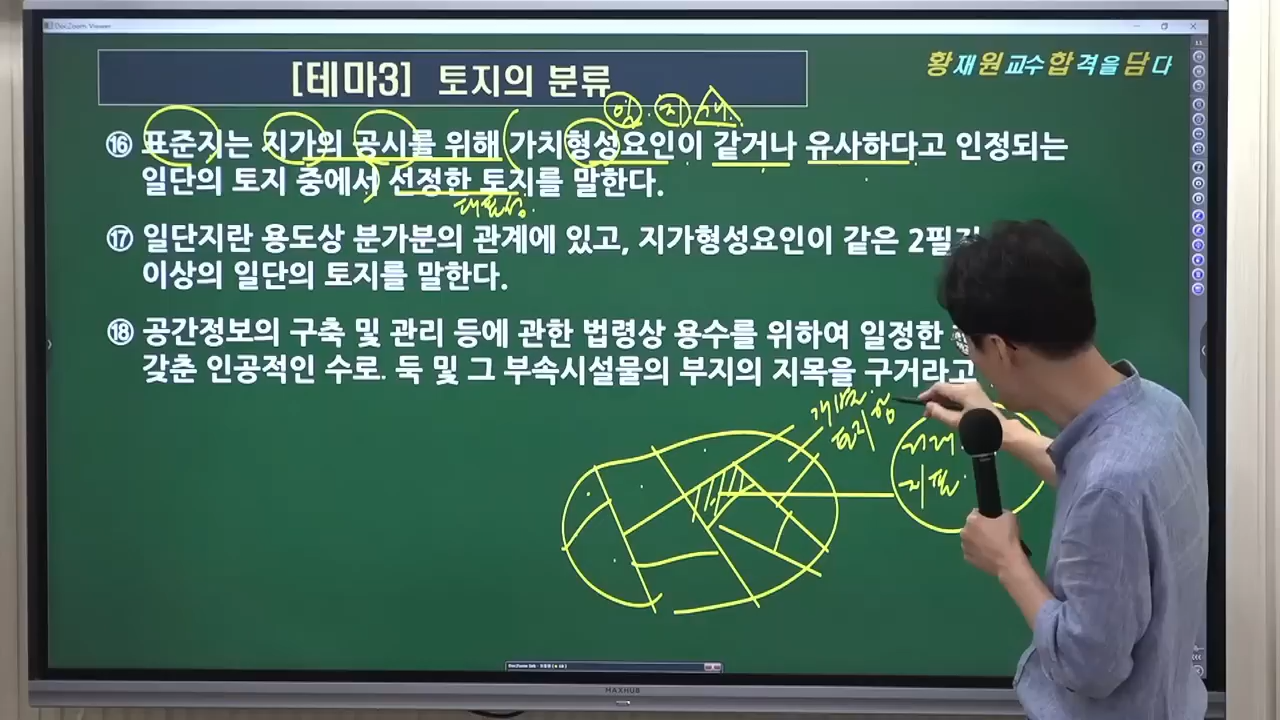 DocZoom Viewer
황재원교수합격을담다
[테마3] 토지의 분류
임. 지 개.
⑯ 표준지는 지가의 공시를 위해 가치형성요인이 같거나 유사하다고 인정되는
일단의 토지 중에서 선정한 토지를 말한다.
⑰ 일단지란 용도상 불가분의 관계에 있고, 지가형성요인이 같은 2필지
이상의 일단의 토지를 말한다.
⑱ 공간정보의 구축 및 관리 등에 관한 법령상 용수를 위하여 일정한
갖춘 인공적인 수로. 둑 및 그 부속시설물의 부지의 지목을 구거라고
토지
MAXHUB